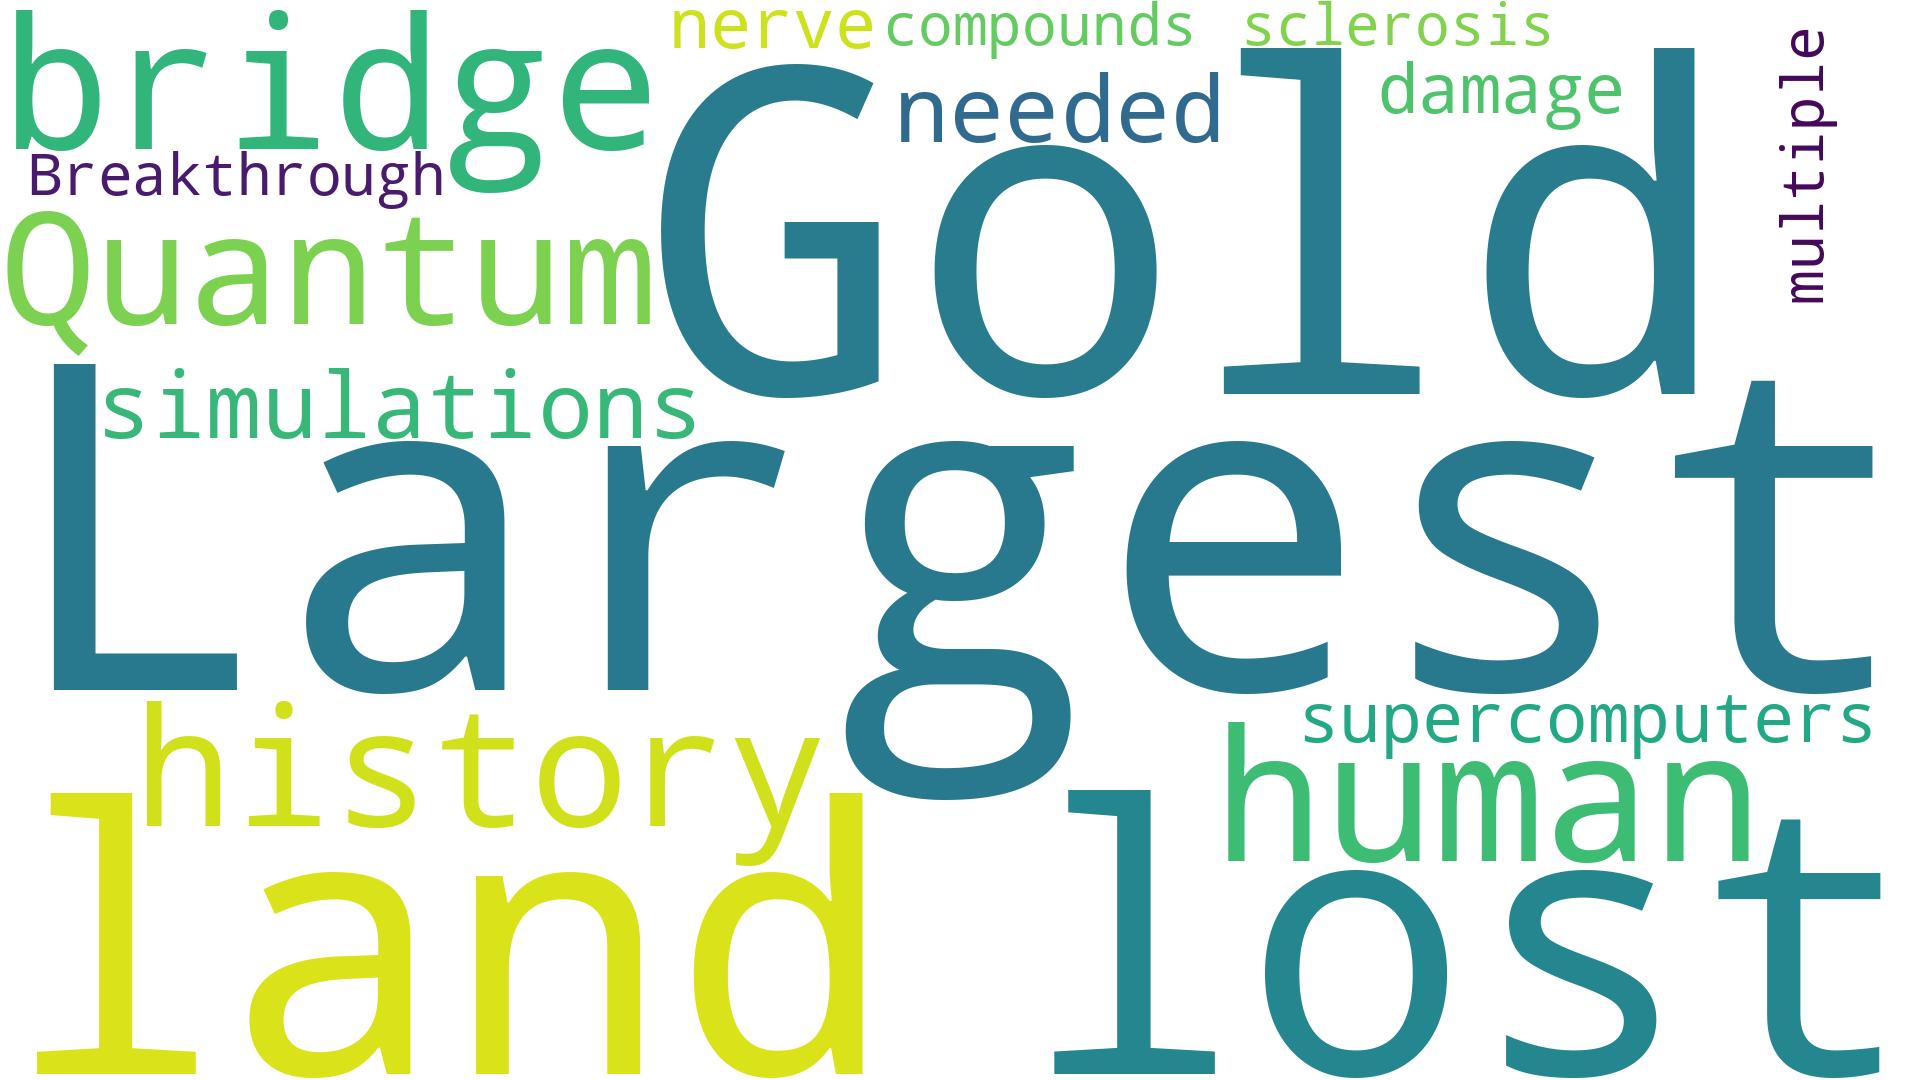 bridge
nerve
compounds
sclerosis
needed
damage
multiple
Breakthrough
Quantum
Gold
simulations
Largest
history
supercomputers
human
land
lost